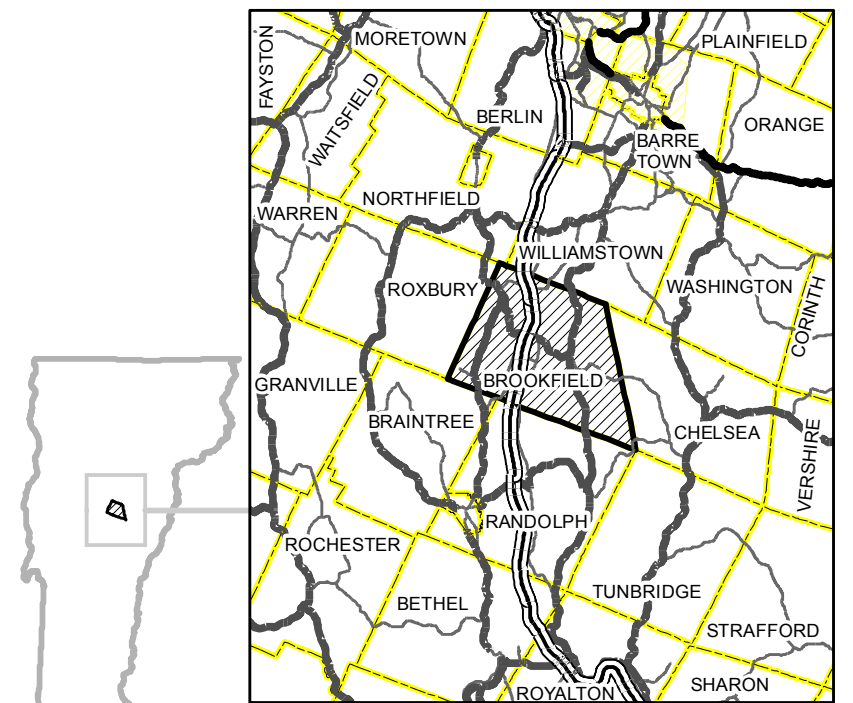 FAYSTON
MORETOWN
PLAINFIELD
WAITSFIELD
BERLIN
ORANGE
BARRE
TOWN
NORTHFIELD
WARREN
WILLIAMSTOWN
ROXBURY
WASHINGTON
CORINTH
GRANVILLE
BROOKFIELD
BRAINTREE
CHELSEA
VERSHIRE
RANDOLPH
ROCHESTER
BETHEL
TUNBRIDGE
STRAFFORD
SHARON
ROYALTON